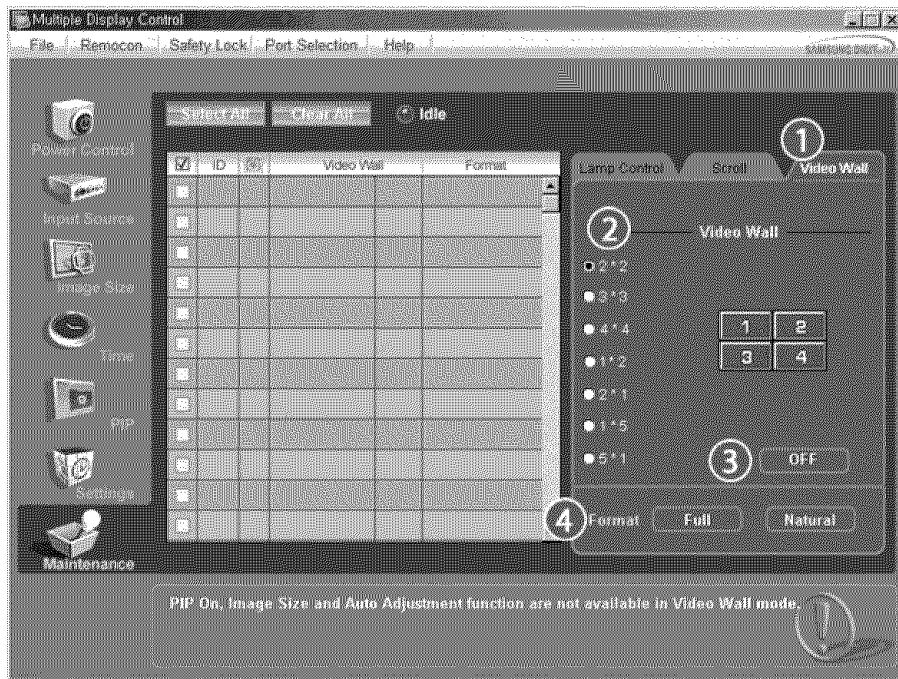 Multiple Display Control
File Remocon Safety Lock Port Selection Help
SAMSUNG
Select All Clear All Idle
Power Control
Input Source
Image Size
Time
PIP
Settings
Maintenance
ID Video Wall Format
1
Lamp Control Scroll Video Wall
2
Video Wall
2 * 2
3 * 3
4 * 4
1 * 2
2 * 1
1 * 5
5 * 1
1 2
3 4
3
OFF
4
Format Full Natural
PIP On, Image Size and Auto Adjustment function are not available in Video Wall mode.